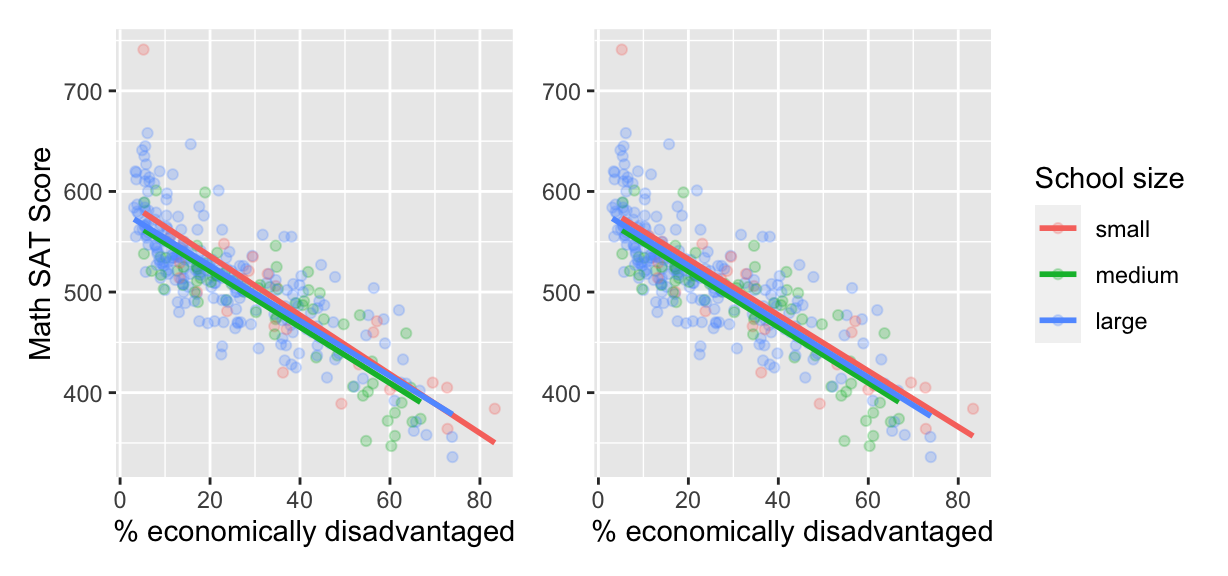 Math SAT Score
700
600
500
400
0 20 40 60 80
% economically disadvantaged
700
600
500
400
0 20 40 60 80
% economically disadvantaged
School size
small
medium
large